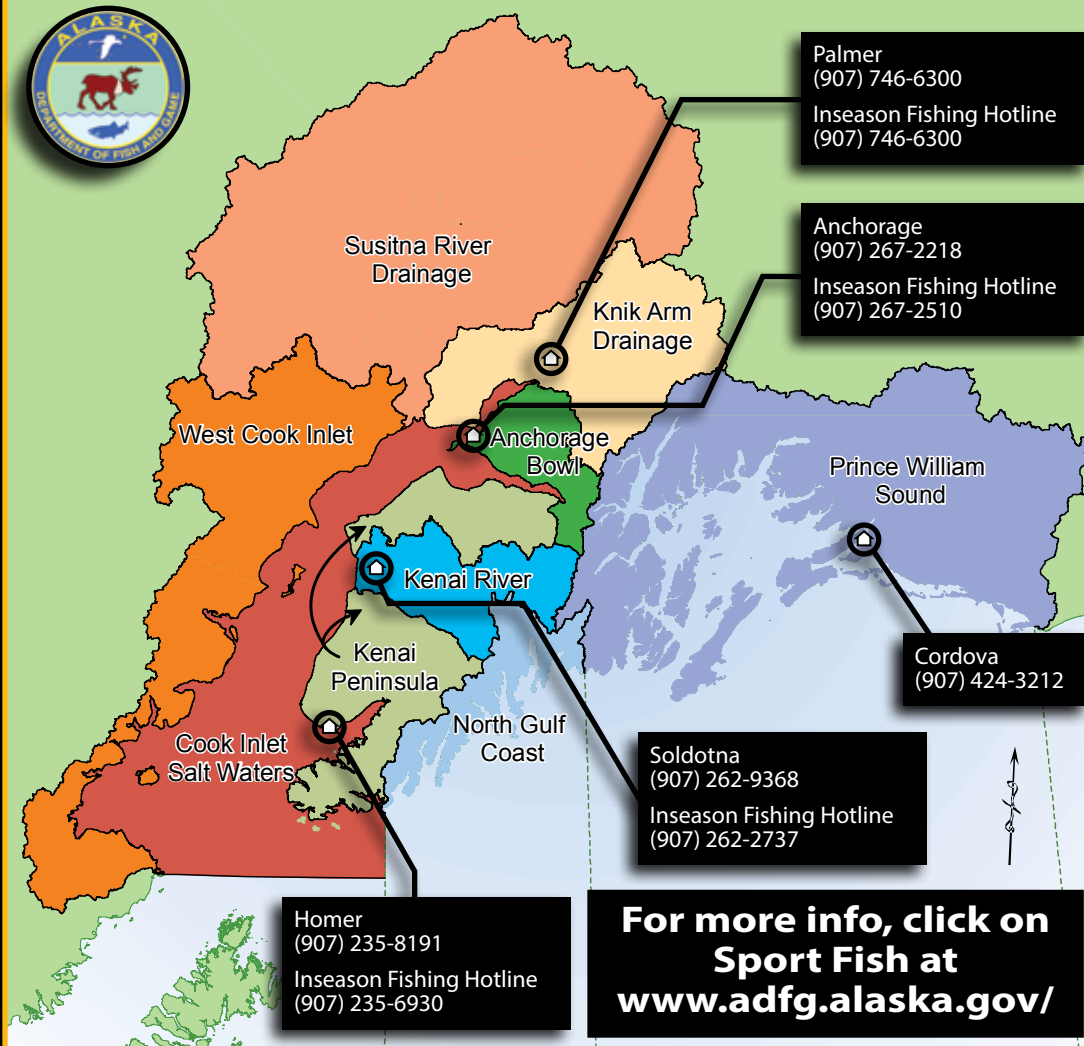 ALASKA
DEPARTMENT OF FISH AND GAME
Palmer
(907) 746-6300
Inseason Fishing Hotline
(907) 746-6300
Anchorage
(907) 267-2218
Inseason Fishing Hotline
(907) 267-2510
Susitna River
Drainage
Knik Arm
Drainage
West Cook Inlet
Anchorage
Bowl
Prince William
Sound
Kenai River
Kenai
Peninsula
North Gulf
Coast
Cook Inlet
Salt Waters
Cordova
(907) 424-3212
Soldotna
(907) 262-9368
Inseason Fishing Hotline
(907) 262-2737
Homer
(907) 235-8191
Inseason Fishing Hotline
(907) 235-6930
For more info, click on
Sport Fish at
www.adfg.alaska.gov/